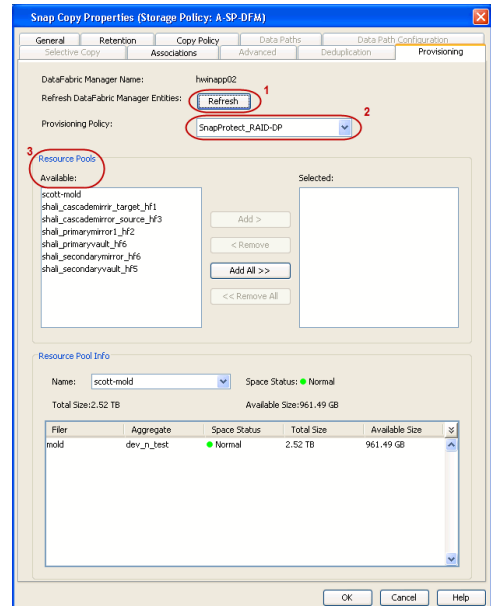 Snap Copy Properties (Storage Policy: A-SP-DFM)
General Retention Copy Policy Data Paths Data Path Configuration
Selective Copy Associations Advanced Deduplication Provisioning
DataFabric Manager Name: hwinapp02
Refresh DataFabric Manager Entities: Refresh 1
Provisioning Policy: SnapProtect_RAID-DP 2
3
Resource Pools
Available: Selected:
scott-mold
shali_cascademirrir_target_hf1
shali_cascademirror_source_hf3
shali_primarymirror1_hf2
shali_primaryvault_hf6
shali_secondarymirror_hf6
shali_secondaryvault_hf5
Add >
< Remove
Add All >>
<< Remove All
Resource Pool Info
Name: scott-mold Space Status: Normal
Total Size:2.52 TB Available Size:961.49 GB
Filer Aggregate Space Status Total Size Available Size
mold dev_n_test Normal 2.52 TB 961.49 GB
OK Cancel Help